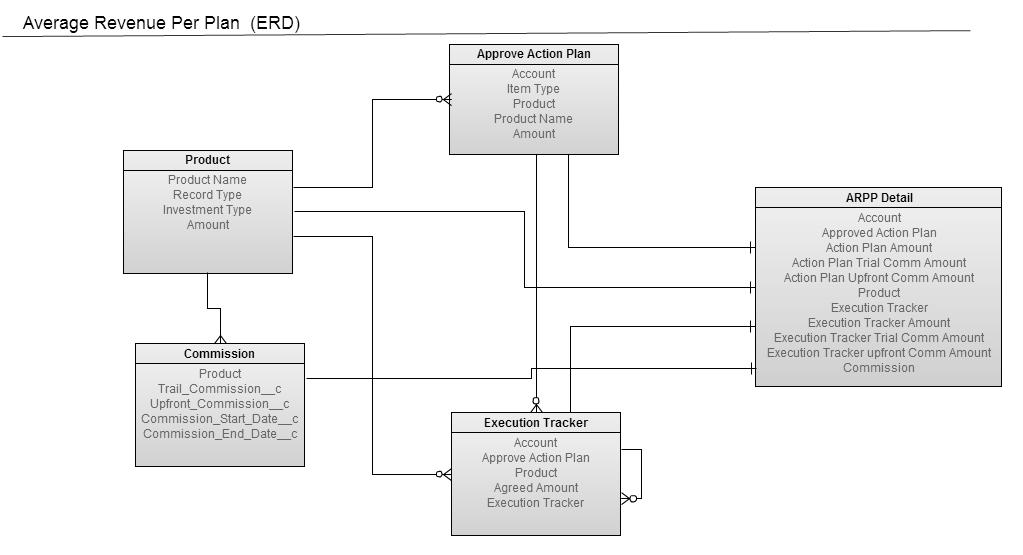 Average Revenue Per Plan (ERD)
Approve Action Plan
Account
Item Type
Product
Product Name
Amount
Product
Product Name
Record Type
Investment Type
Amount
ARPP Detail
Account
Approved Action Plan
Action Plan Amount
Action Plan Trial Comm Amount
Action Plan Upfront Comm Amount
Product
Execution Tracker
Execution Tracker Amount
Execution Tracker Trial Comm Amount
Execution Tracker upfront Comm Amount
Commission
Commission
Product
Trail_Commission__c
Upfront_Commission__c
Commission_Start_Date__c
Commission_End_Date__c
Execution Tracker
Account
Approve Action Plan
Product
Agreed Amount
Execution Tracker